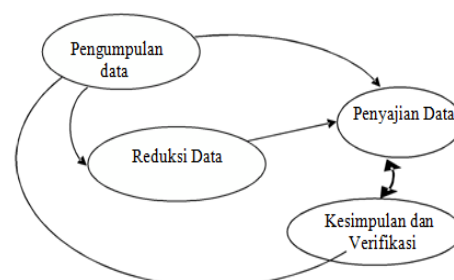 Pengumpulan
data
Penyajian Data
Reduksi Data
Kesimpulan dan
Verifikasi